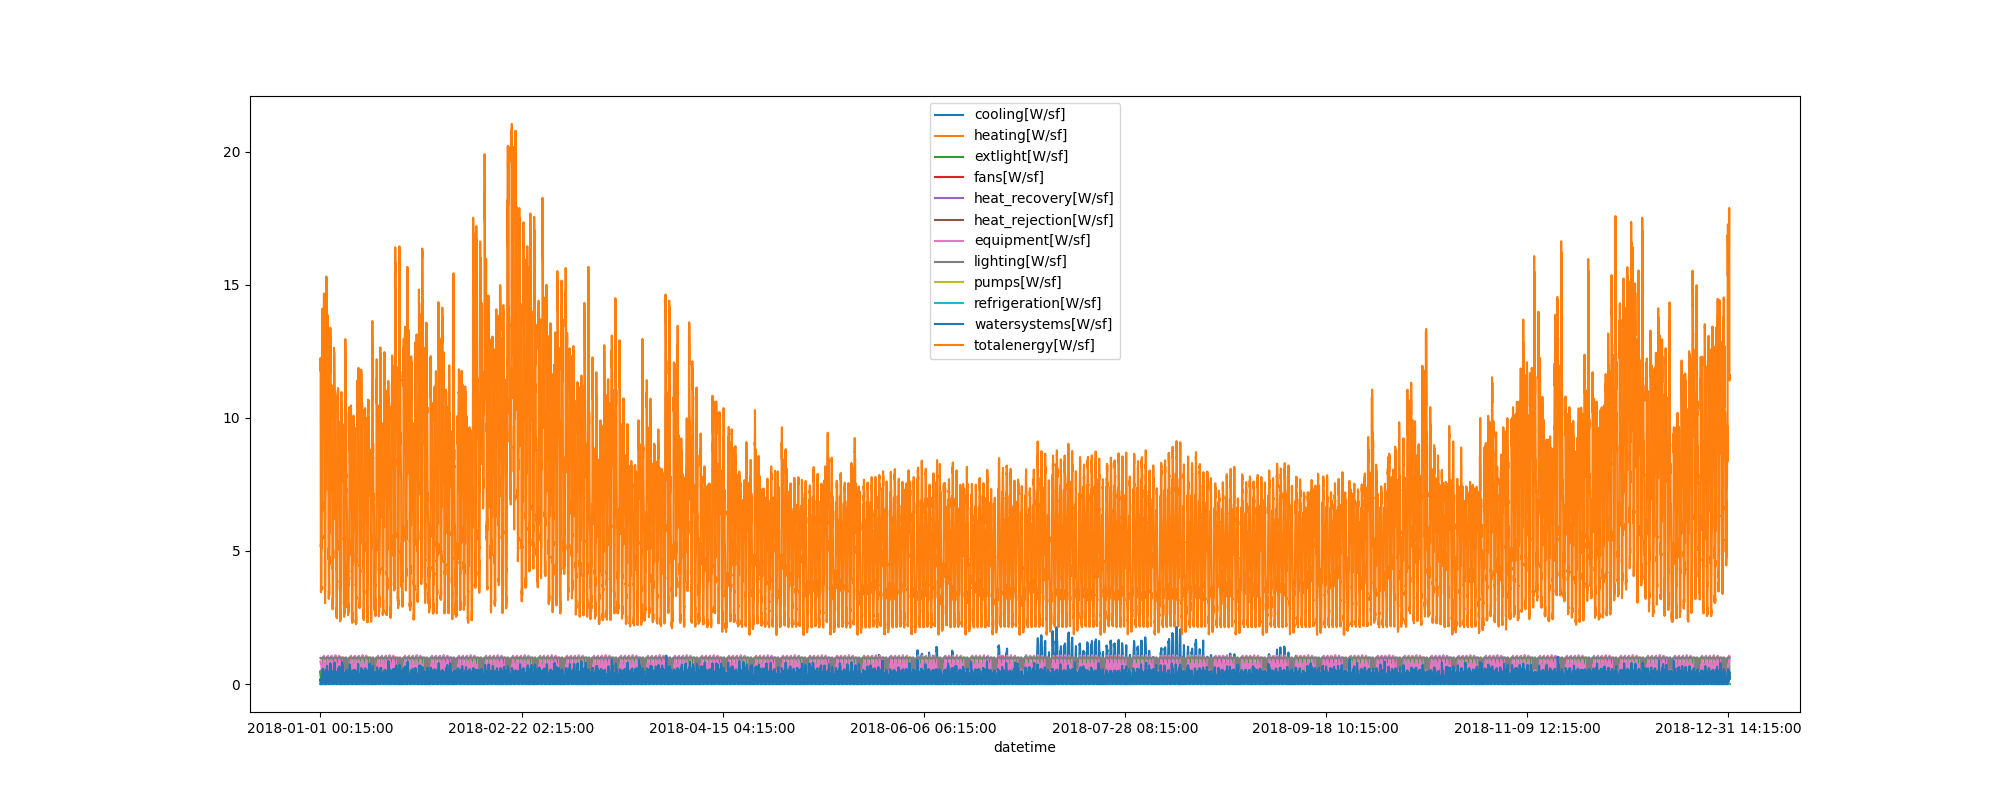 cooling[W/sf]
heating[W/sf]
extlight[W/sf]
fans[W/sf]
heat_recovery[W/sf]
heat_rejection[W/sf]
equipment[W/sf]
lighting[W/sf]
pumps[W/sf]
refrigeration[W/sf]
watersystems[W/sf]
totalenergy[W/sf]
20
15
10
5
0
2018-01-01 00:15:00 2018-02-22 02:15:00 2018-04-15 04:15:00 2018-06-06 06:15:00 2018-07-28 08:15:00 2018-09-18 10:15:00 2018-11-09 12:15:00 2018-12-31 14:15:00
datetime